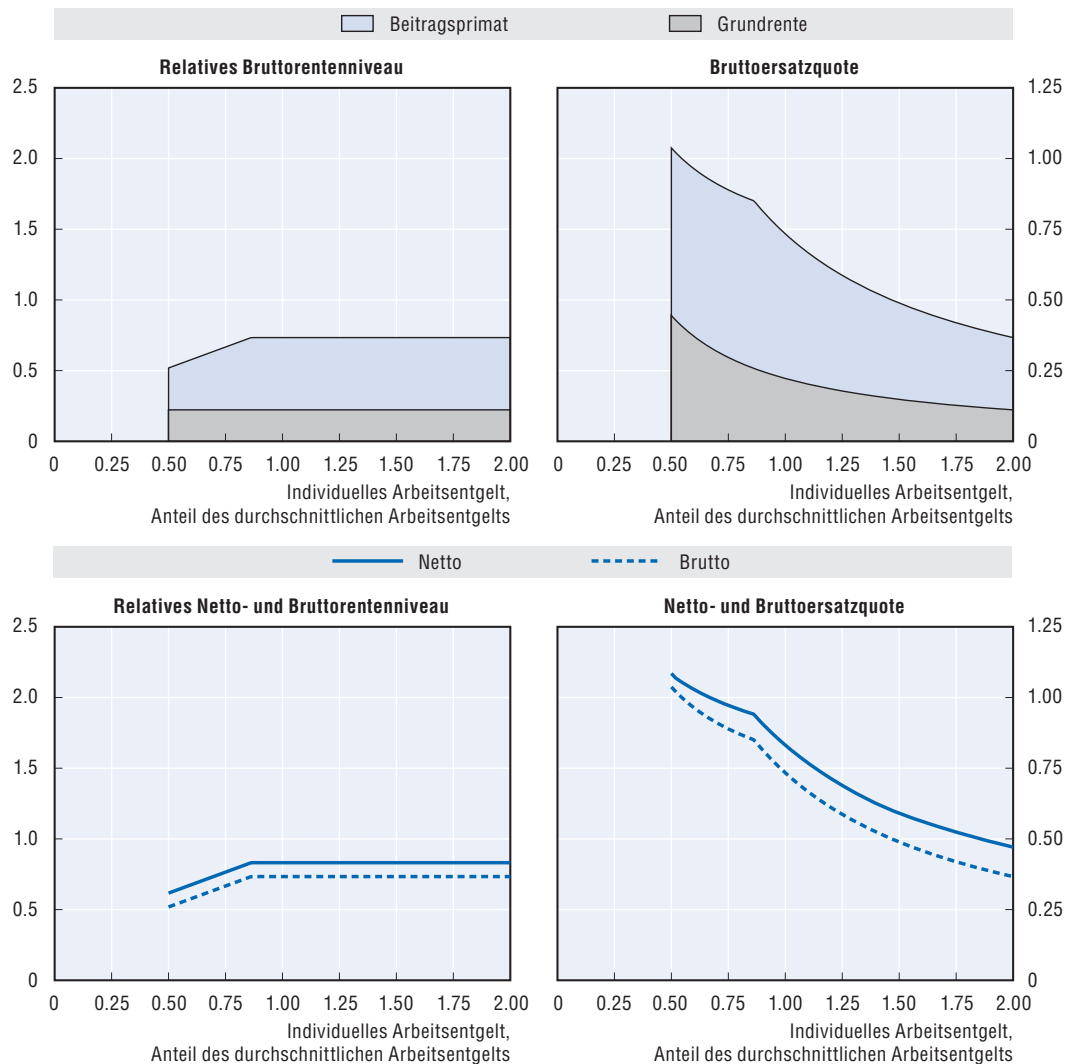 Beitragsprimat Grundrente
Relatives Bruttorentenniveau
2.5
2.0
1.5
1.0
0.5
0
0 0.25 0.50 0.75 1.00 1.25 1.50 1.75 2.00
Individuelles Arbeitsentgelt,
Anteil des durchschnittlichen Arbeitsentgelts
Bruttoersatzquote
1.25
1.00
0.75
0.50
0.25
0
0 0.25 0.50 0.75 1.00 1.25 1.50 1.75 2.00
Individuelles Arbeitsentgelt,
Anteil des durchschnittlichen Arbeitsentgelts
Netto Brutto
Relatives Netto- und Bruttorentenniveau
2.5
2.0
1.5
1.0
0.5
0
0 0.25 0.50 0.75 1.00 1.25 1.50 1.75 2.00
Individuelles Arbeitsentgelt,
Anteil des durchschnittlichen Arbeitsentgelts
Netto- und Bruttoersatzquote
1.25
1.00
0.75
0.50
0.25
0
0 0.25 0.50 0.75 1.00 1.25 1.50 1.75 2.00
Individuelles Arbeitsentgelt,
Anteil des durchschnittlichen Arbeitsentgelts